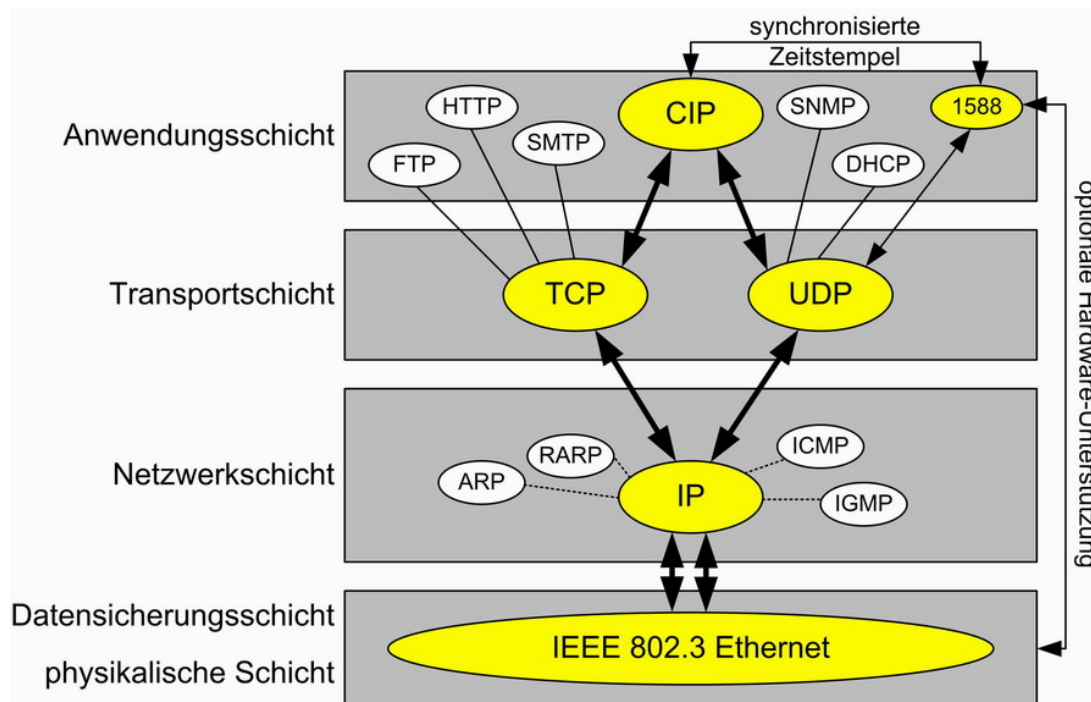 synchronisierte
Zeitstempel
Anwendungsschicht
HTTP
CIP
SNMP
1588
SMTP
FTP
DHCP
Transportschicht
TCP
UDP
optionale Hardware-Unterstützung
Netzwerkschicht
RARP
ICMP
ARP
IP
IGMP
Datensicherungsschicht
physikalische Schicht
IEEE 802.3 Ethernet